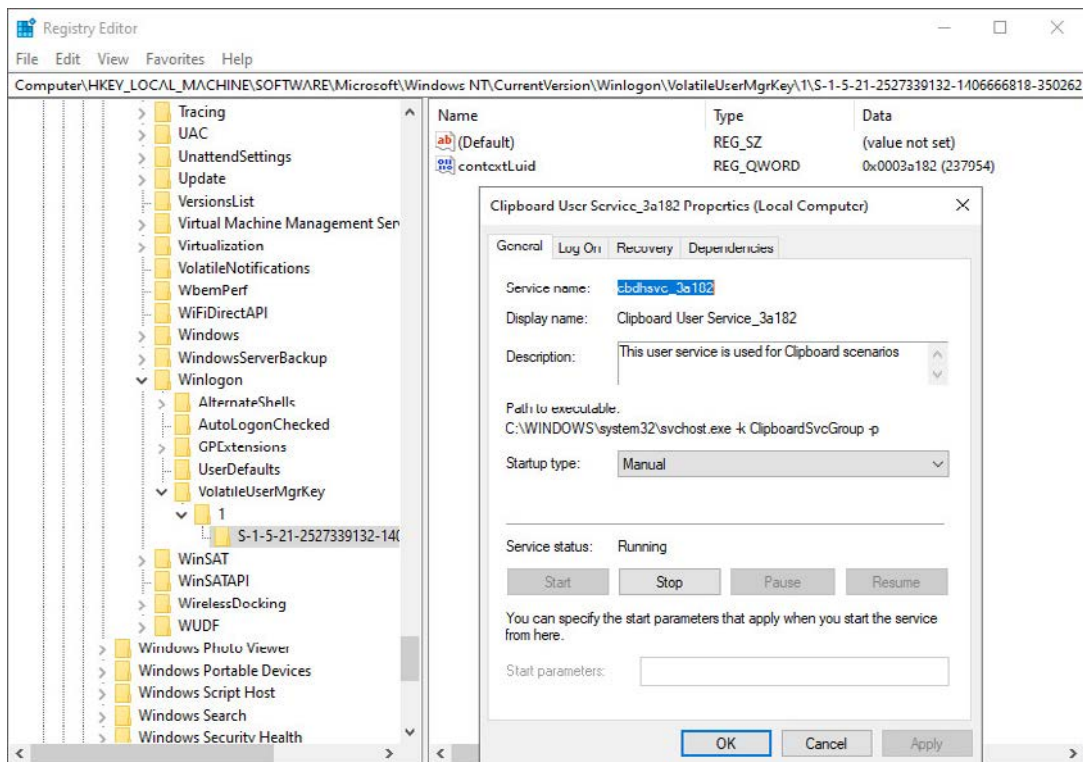 Registry Editor
File Edit View Favorites Help
Computer\HKEY_LOCAL_MACHINE\SOFTWARE\Microsoft\Windows NT\CurrentVersion\Winlogon\VolatileUserMgrKey\1\S-1-5-21-2527339132-1406666818-350262
Tracing
UAC
UnattendSettings
Update
VersionsList
Virtual Machine Management Ser
Virtualization
VolatileNotifications
WbemPerf
WiFiDirectAPI
Windows
WindowsServerBackup
Winlogon
AlternateShells
AutoLogonChecked
GPExtensions
UserDefaults
VolatileUserMgrKey
1
S-1-5-21-2527339132-140
WinSAT
WinSATAPI
WirelessDocking
WUDF
Windows Photo Viewer
Windows Portable Devices
Windows Script Host
Windows Search
Windows Security Health
Name Type Data
(Default) REG_SZ (value not set)
contextLuid REG_QWORD 0x0003a182 (237954)
Clipboard User Service_3a182 Properties (Local Computer)
General Log On Recovery Dependencies
Service name: cbdhsvc_3a182
Display name: Clipboard User Service_3a182
Description: This user service is used for Clipboard scenarios
Path to executable:
C:\WINDOWS\system32\svchost.exe -k ClipboardSvcGroup -p
Startup type: Manual
Service status: Running
Start Stop Pause Resume
You can specify the start parameters that apply when you start the service
from here.
Start parameters:
OK Cancel Apply